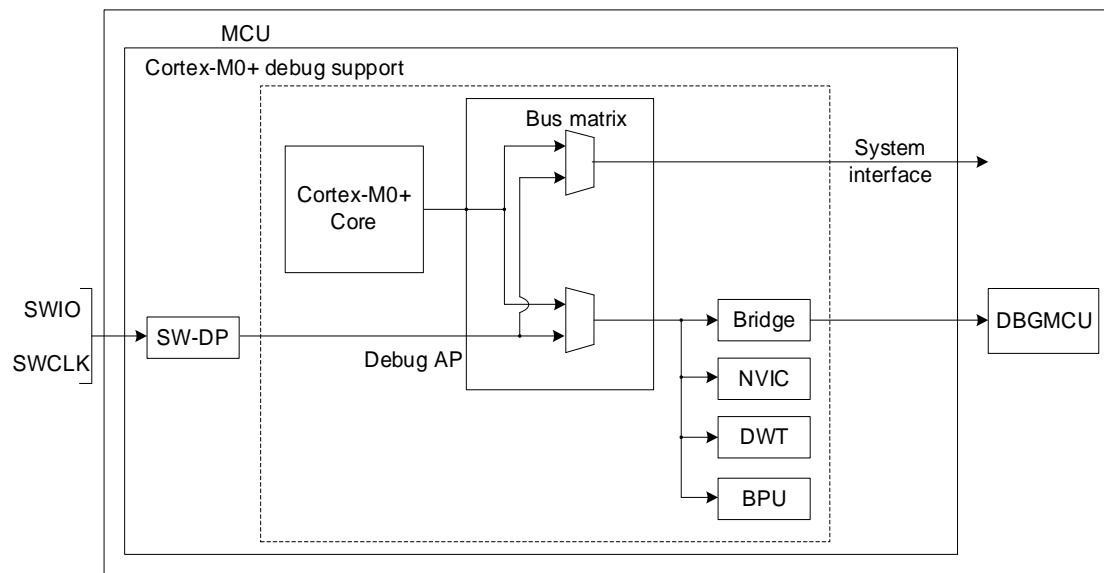 MCU
Cortex-M0+ debug support
Bus matrix
Cortex-M0+
Core
System
interface
SWIO
SWCLK
SW-DP
Debug AP
Bridge
DBGMCU
NVIC
DWT
BPU